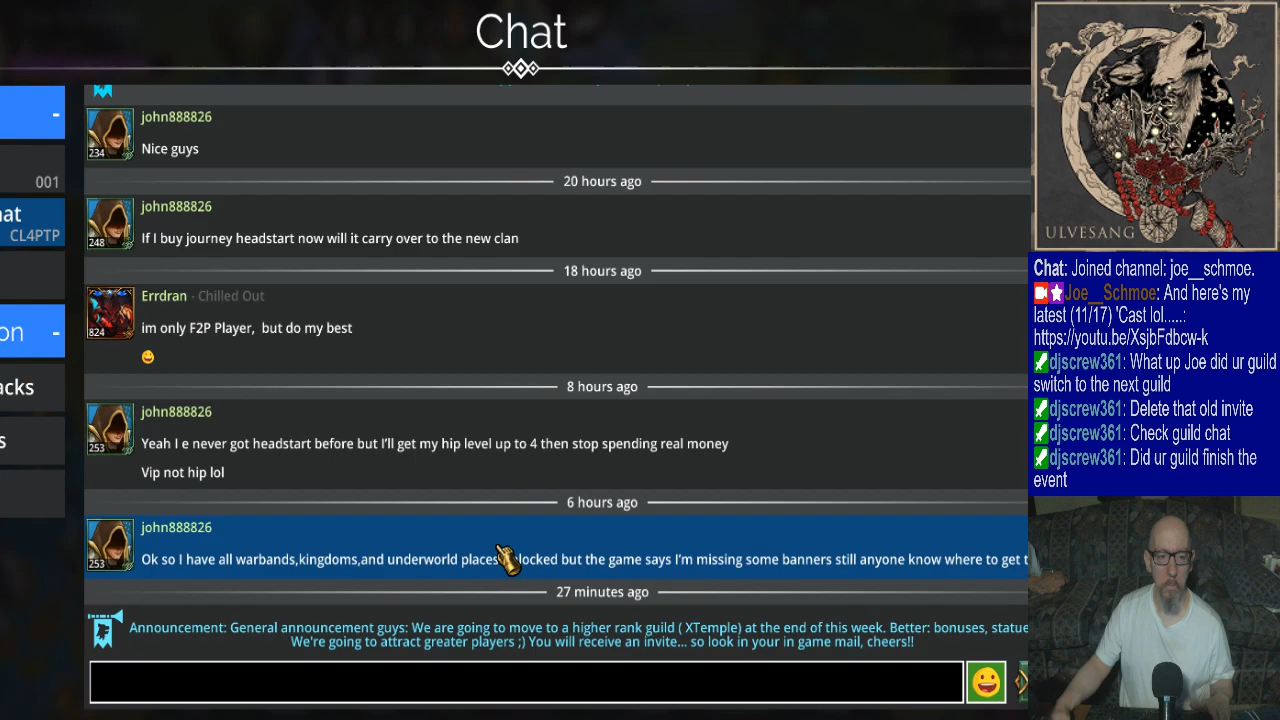 Chat
john888826
234
Nice guys
20 hours ago
john888826
248
If I buy journey headstart now will it carry over to the new clan
18 hours ago
Errdran - Chilled Out
824
im only F2P Player, but do my best
8 hours ago
john888826
253
Yeah I e never got headstart before but I'll get my hip level up to 4 then stop spending real money
Vip not hip lol
6 hours ago
john888826
253
Ok so I have all warbands,kingdoms,and underworld places locked but the game says I'm missing some banners still anyone know where to get t
27 minutes ago
Announcement: General announcement guys: We are going to move to a higher rank guild ( XTemple) at the end of this week. Better: bonuses, statue
We're going to attract greater players ;) You will receive an invite... so look in your in game mail, cheers!!
-
001
at
CL4PTP
on -
acks
s
ULVESANG
Chat: Joined channel: joe__schmoe.
Joe__Schmoe: And here's my
latest (11/17) 'Cast lol.....:
https://youtu.be/XsjbFdbcw-k
djscrew361: What up Joe did ur guild
switch to the next guild
djscrew361: Delete that old invite
djscrew361: Check guild chat
djscrew361: Did ur guild finish the
event